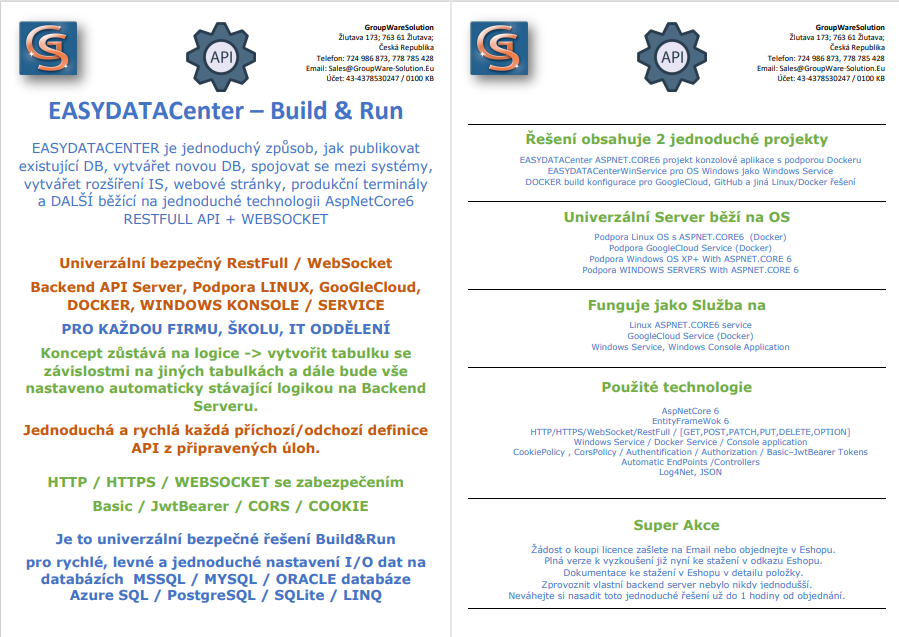 API
GroupWareSolution
Žlutava 173; 763 61 Žlutava;
Česká Republika
Telefon: 724 986 873, 778 785 428
Email: Sales@GroupWare-Solution.Eu
Účet: 43-4378530247 / 0100 KB
EASYDATACenter – Build & Run
EASYDATACENTER je jednoduchý způsob, jak publikovat
existující DB, vytvářet novou DB, spojovat se mezi systémy,
vytvářet rozšíření IS, webové stránky, produkční terminály
a DALŠÍ běžící na jednoduché technologii AspNetCore6
RESTFULL API + WEBSOCKET
Univerzální bezpečný RestFull / WebSocket
Backend API Server, Podpora LINUX, GooGleCloud,
DOCKER, WINDOWS KONSOLE / SERVICE
PRO KAŽDOU FIRMU, ŠKOLU, IT ODDĚLENÍ
Koncept zůstává na logice -> vytvořit tabulku se
závislostmi na jiných tabulkách a dále bude vše
nastaveno automaticky stávající logikou na Backend
Serveru.
Jednoduchá a rychlá každá příchozí/odchozí definice
API z připravených úloh.
HTTP / HTTPS / WEBSOCKET se zabezpečením
Basic / JwtBearer / CORS / COOKIE
Je to univerzální bezpečné řešení Build&Run
pro rychlé, levné a jednoduché nastavení I/O dat na
databázích MSSQL / MYSQL / ORACLE databáze
Azure SQL / PostgreSQL / SQLite / LINQ
API
GroupWareSolution
Žlutava 173; 763 61 Žlutava;
Česká Republika
Telefon: 724 986 873, 778 785 428
Email: Sales@GroupWare-Solution.Eu
Účet: 43-4378530247 / 0100 KB
Řešení obsahuje 2 jednoduché projekty
EASYDATACenter ASPNET.CORE6 projekt konzolové aplikace s podporou Dockeru
EASYDATACenterWinService pro OS Windows Jako Windows Service
DOCKER build konfigurace pro GoogleCloud, GitHub a jiná Linux/Docker řešení
Univerzální Server běží na OS
Podpora Linux OS s ASPNET.CORE6 (Docker)
Podpora GoogleCloud Service (Docker)
Podpora Windows OS XP+ With ASPNET.CORE 6
Podpora WINDOWS SERVERS With ASPNET.CORE 6
Funguje jako Služba na
Linux ASPNET.CORE6 service
GoogleCloud Service (Docker)
Windows Service, Windows Console Application
Použité technologie
AspNetCore 6
EntityFrameWok 6
HTTP/HTTPS/WebSocket/RestFull / [GET,POST,PATCH,PUT,DELETE,OPTION]
Windows Service / Docker Service / Console application
CookiePolicy , CorsPolicy / Authentification / Authorization / Basic–JwtBearer Tokens
Automatic EndPoints /Controllers
Log4Net, JSON
Super Akce
Žádost o koupi licence zašlete na Email nebo objednejte v Eshopu.
Plná verze k vyzkoušení již nyní ke stažení v odkazu Eshopu.
Dokumentace ke stažení v Eshopu v detailu položky.
Zprovoznit vlastní backend server nebylo nikdy jednodušší.
Neváhejte si nasadit toto jednoduché řešení už do 1 hodiny od objednání.